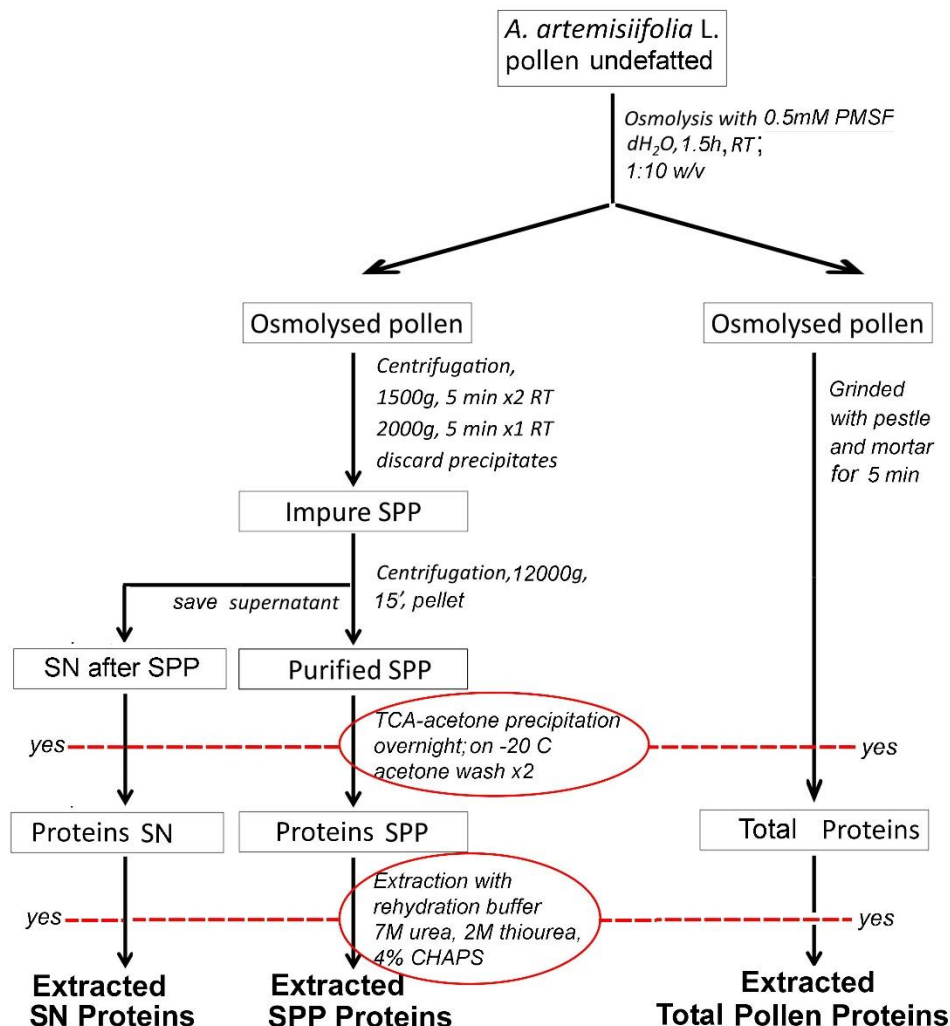 A. artemisiifolia L.
pollen undefatted
Osmolysis with 0.5mM PMSF
dH₂O, 1.5h, RT;
1:10 w/v
Osmolysed pollen
Osmolysed pollen
Centrifugation,
1500g, 5 min x2 RT
2000g, 5 min x1 RT
discard precipitates
Grinded
with pestle
and mortar
for 5 min
Impure SPP
Centrifugation,12000g,
15’, pellet
save supernatant
SN after SPP
Purified SPP
TCA-acetone precipitation
overnight; on -20 C
acetone wash x2
yes
yes
Proteins SN
Proteins SPP
Total Proteins
Extraction with
rehydration buffer
7M urea, 2M thiourea,
4% CHAPS
yes
yes
Extracted
SN Proteins
Extracted
SPP Proteins
Extracted
Total Pollen Proteins